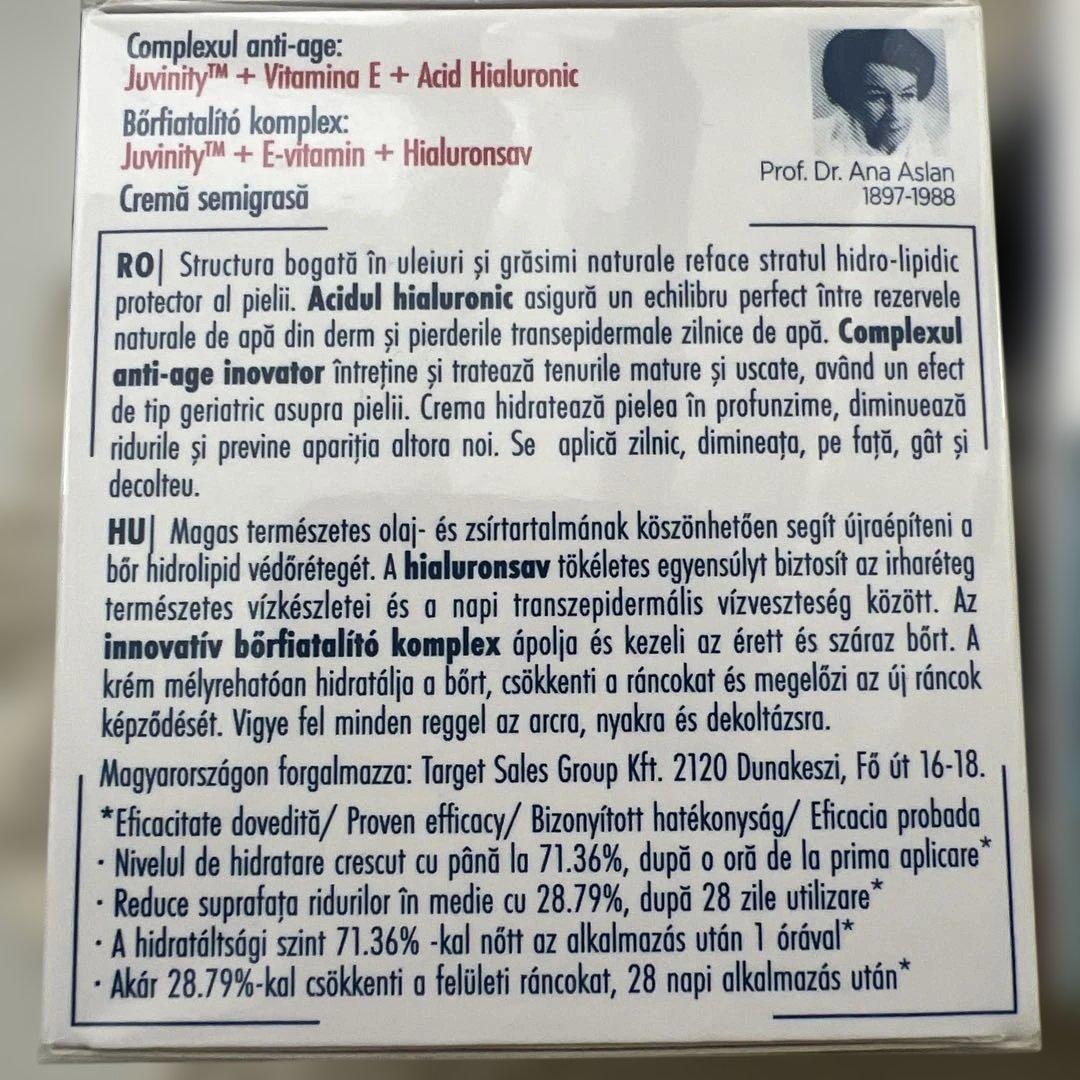 Complexul anti-age:
Juvinity™ + Vitamina E + Acid Hialuronic
Bőrfiatalító komplex:
Juvinity™ + E-vitamin + Hialuronsav
Cremă semigrasă
Prof. Dr. Ana Aslan
1897-1988
RO| Structura bogată în uleiuri și grăsimi naturale reface stratul hidro-lipidic
protector al pielii. Acidul hialuronic asigură un echilibru perfect între rezervele
naturale de apă din derm și pierderile transepidermale zilnice de apă. Complexul
anti-age inovator întreține și tratează tenurile mature și uscate, având un efect
de tip geriatric asupra pielii. Crema hidratează pielea în profunzime, diminuează
ridurile și previne apariția altora noi. Se aplică zilnic, dimineața, pe față, gât și
decolteu.
HU| Magas természetes olaj- és zsírtartalmának köszönhetően segít újraépíteni a
bőr hidrolipid védőrétegét. A hialuronsav tökéletes egyensúlyt biztosít az irharéteg
természetes vízkészletei és a napi transzepidermális vízveszteség között. Az
innovatív bőrfiatalító komplex ápolja és kezeli az érett és száraz bőrt. A
krém mélyrehatóan hidratálja a bőrt, csökkenti a ráncokat és megelőzi az új ráncok
képződését. Vigye fel minden reggel az arcra, nyakra és dekoltázsra.
Magyarországon forgalmazza: Target Sales Group Kft. 2120 Dunakeszi, Fő út 16-18.
*Eficacitate dovedită/ Proven efficacy/ Bizonyított hatékonyság/ Eficacia probada
· Nivelul de hidratare crescut cu până la 71.36%, după o oră de la prima aplicare*
· Reduce suprafața ridurilor în medie cu 28.79%, după 28 zile utilizare*
· A hidratáltsági szint 71.36% -kal nőtt az alkalmazás után 1 órával*
· Akár 28.79%-kal csökkenti a felületi ráncokat, 28 napi alkalmazás után*